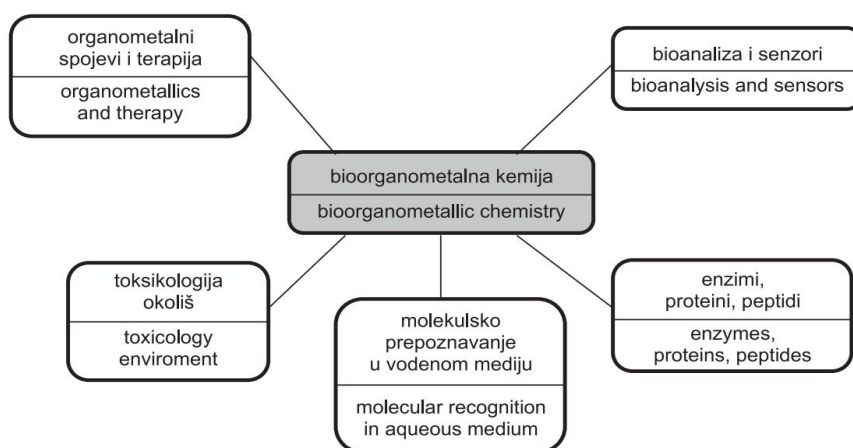 organometalni
spojevi i terapija
organometallics
and therapy
bioanaliza i senzori
bioanalysis and sensors
bioorganometalna kemija
bioorganometallic chemistry
toksikologija
okoliš
toxicology
enviroment
molekulsko
prepoznavanje
u vodenom mediju
molecular recognition
in aqueous medium
enzimi,
proteini, peptidi
enzymes,
proteins, peptides